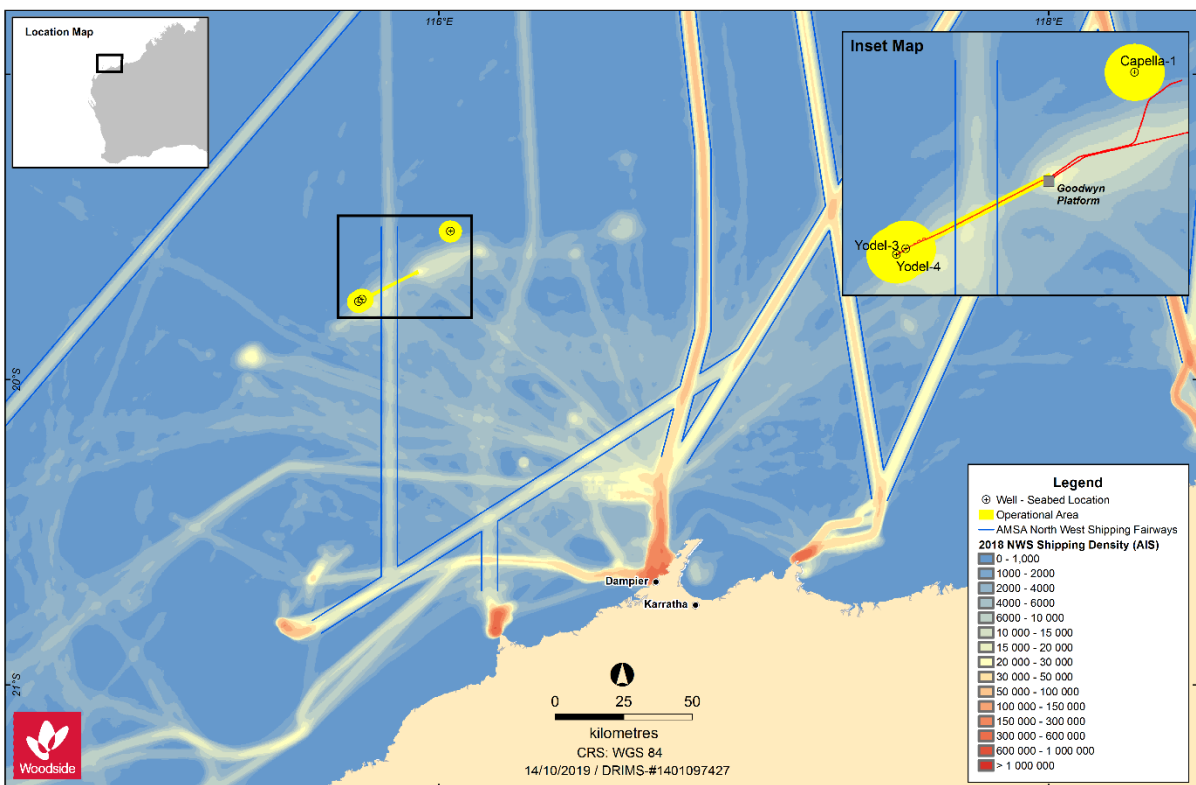 Location Map
116°E
118°E
Inset Map
Capella-1
Goodwyn
Platform
Yodel-3
Yodel-4
20°S
20°S
Dampier
Karratha
21°S
21°S
0 25 50
kilometres
CRS: WGS 84
14/10/2019 / DRIMS-#1401097427
Woodside
Legend
Well - Seabed Location
Operational Area
AMSA North West Shipping Fairways
2018 NWS Shipping Density (AIS)
0 - 1,000
1000 - 2000
2000 - 4000
4000 - 6000
6000 - 10 000
10 000 - 15 000
15 000 - 20 000
20 000 - 30 000
30 000 - 50 000
50 000 - 100 000
100 000 - 150 000
150 000 - 300 000
300 000 - 600 000
600 000 - 1 000 000
> 1 000 000